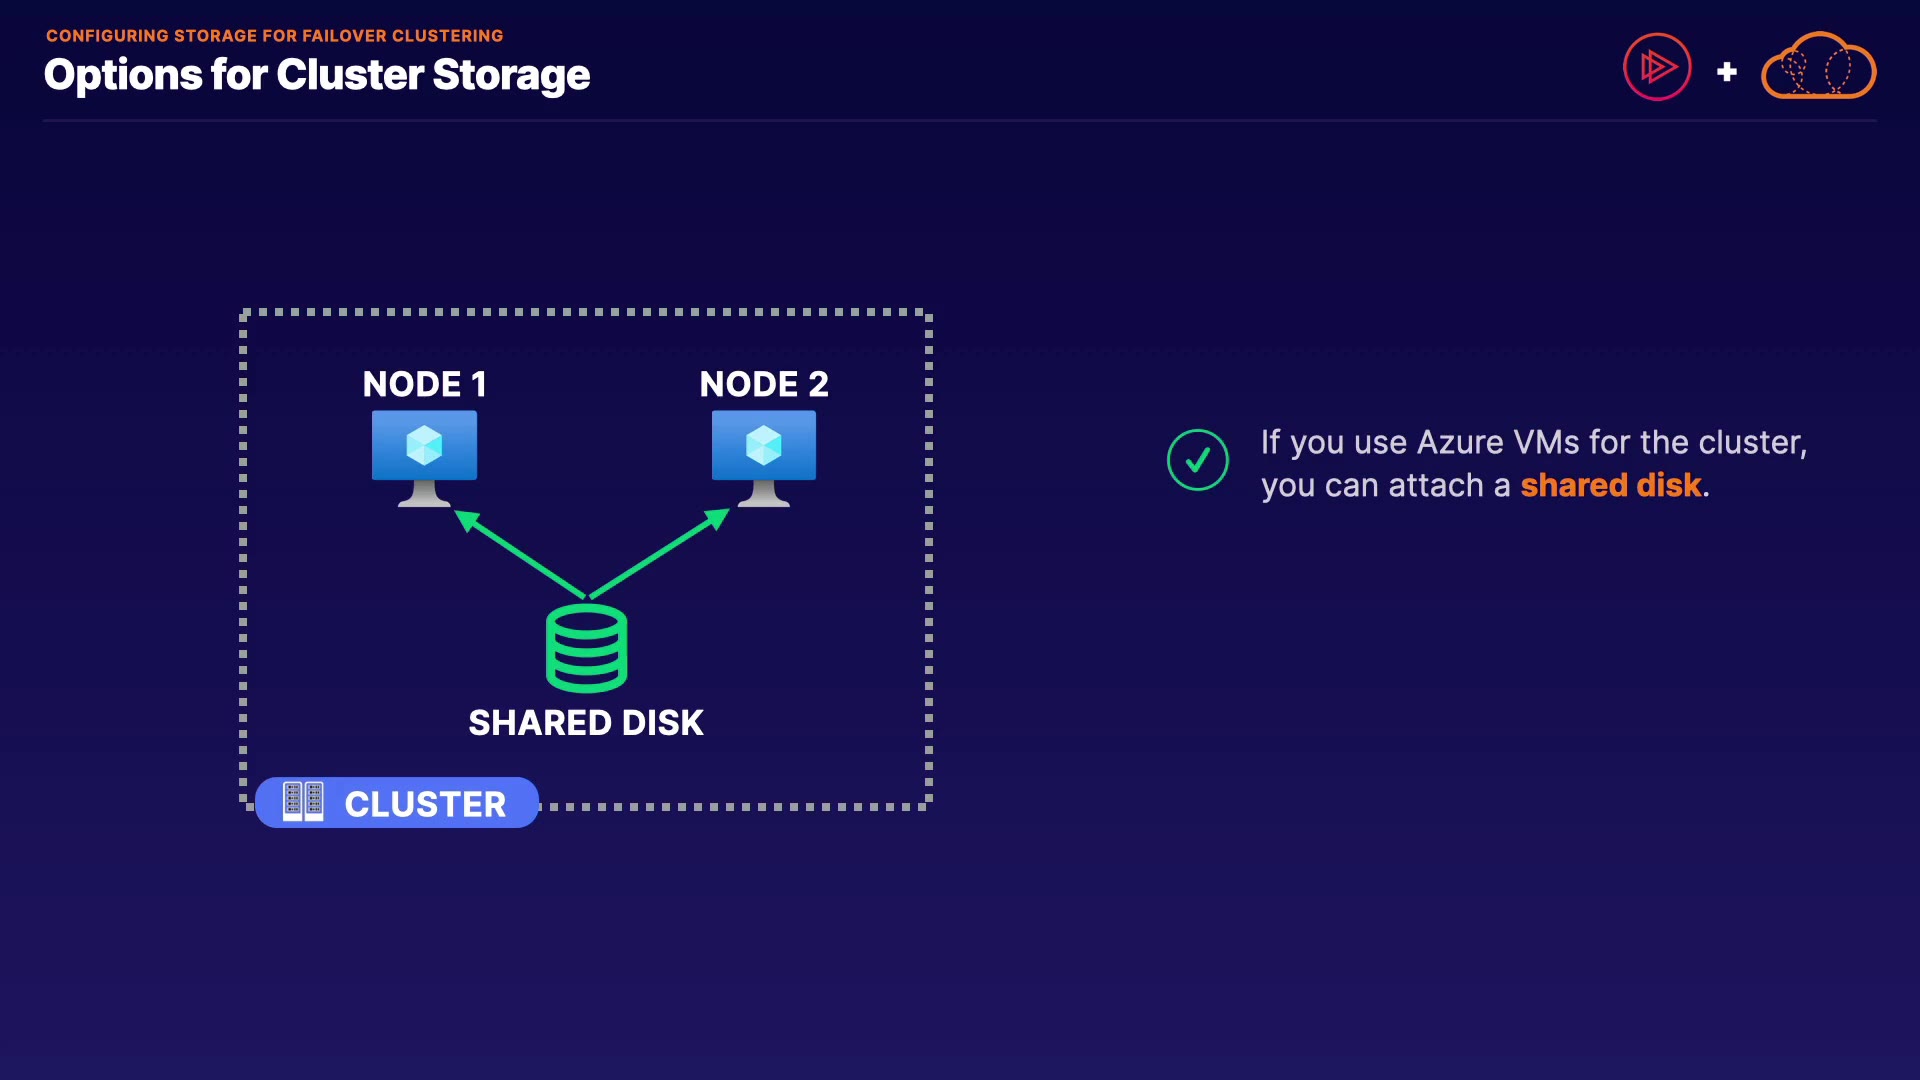 CONFIGURING STORAGE FOR FAILOVER CLUSTERING
Options for Cluster Storage
NODE 1
NODE 2
SHARED DISK
CLUSTER
If you use Azure VMs for the cluster,
you can attach a shared disk.